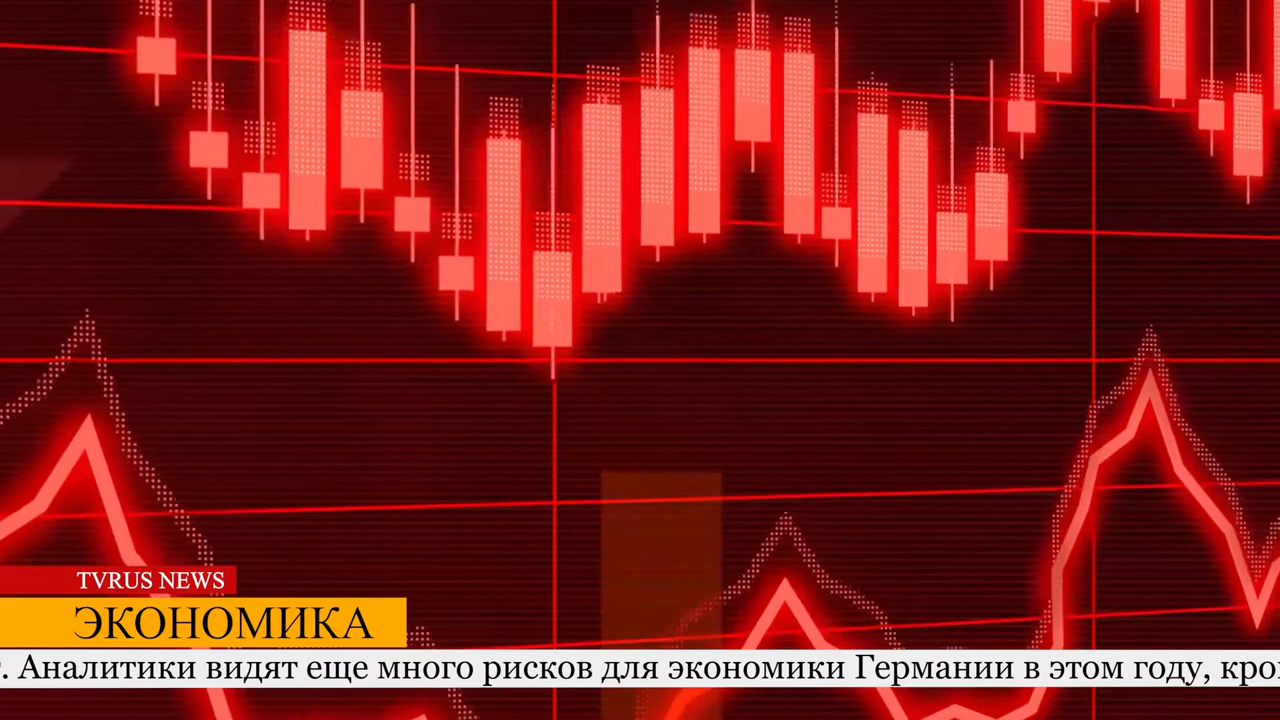 TVRUS NEWS
ЭКОНОМИКА
. Аналитики видят еще много рисков для экономики Германии в этом году,